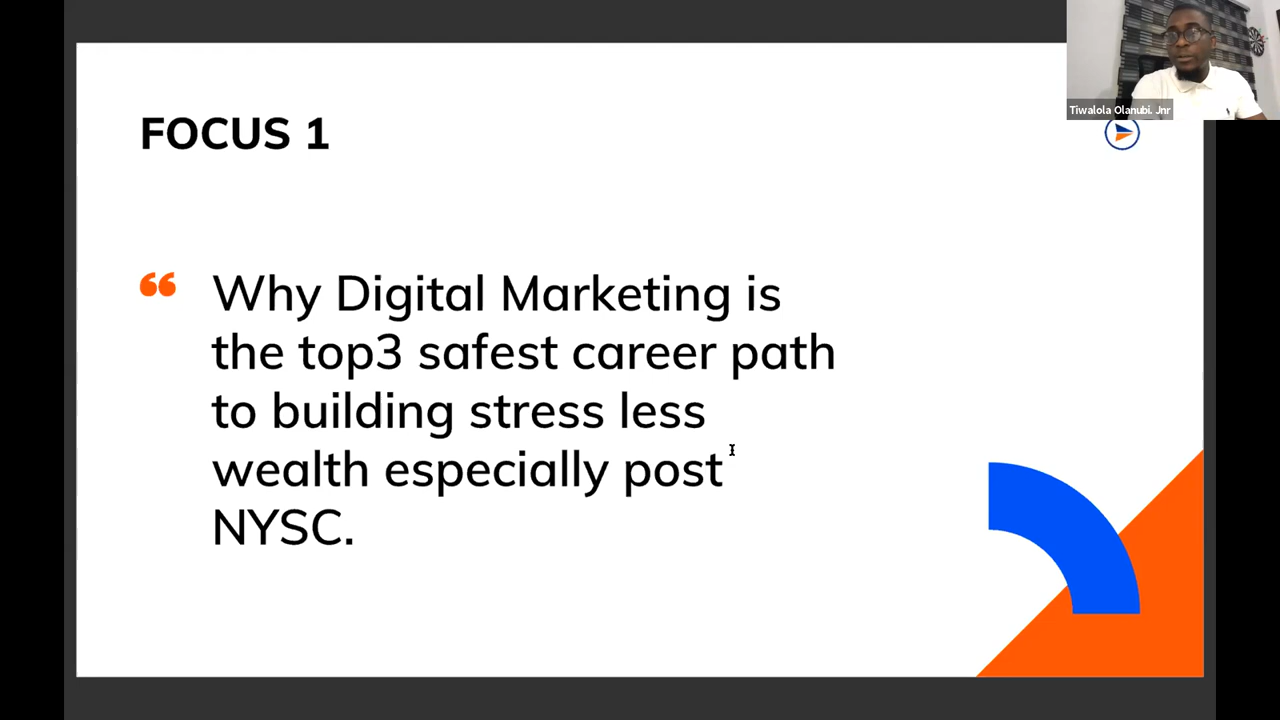 FOCUS 1
Tiwalola Olanubi. Jnr
“
Why Digital Marketing is
the top3 safest career path
to building stress less
wealth especially post
NYSC.